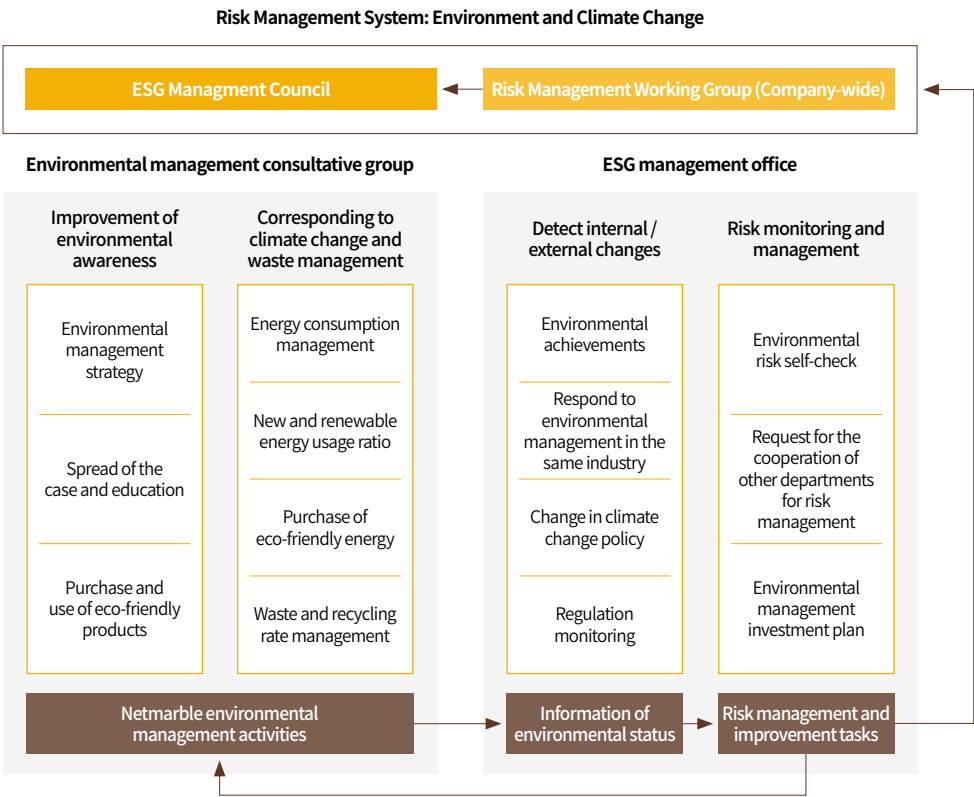 Risk Management System: Environment and Climate Change
ESG Managment Council
Risk Management Working Group (Company-wide)
Environmental management consultative group
Improvement of
environmental
awareness
Environmental
management
strategy
Spread of the
case and education
Purchase and
use of eco-friendly
products
Corresponding to
climate change and
waste management
Energy consumption
management
New and renewable
energy usage ratio
Purchase of
eco-friendly energy
Waste and recycling
rate management
Netmarble environmental
management activities
ESG management office
Detect internal /
external changes
Environmental
achievements
Respond to
environmental
management in the
same industry
Change in climate
change policy
Regulation
monitoring
Information of
environmental status
Risk monitoring and
management
Environmental
risk self-check
Request for the
cooperation of
other departments
for risk
management
Environmental
management
investment plan
Risk management and
improvement tasks